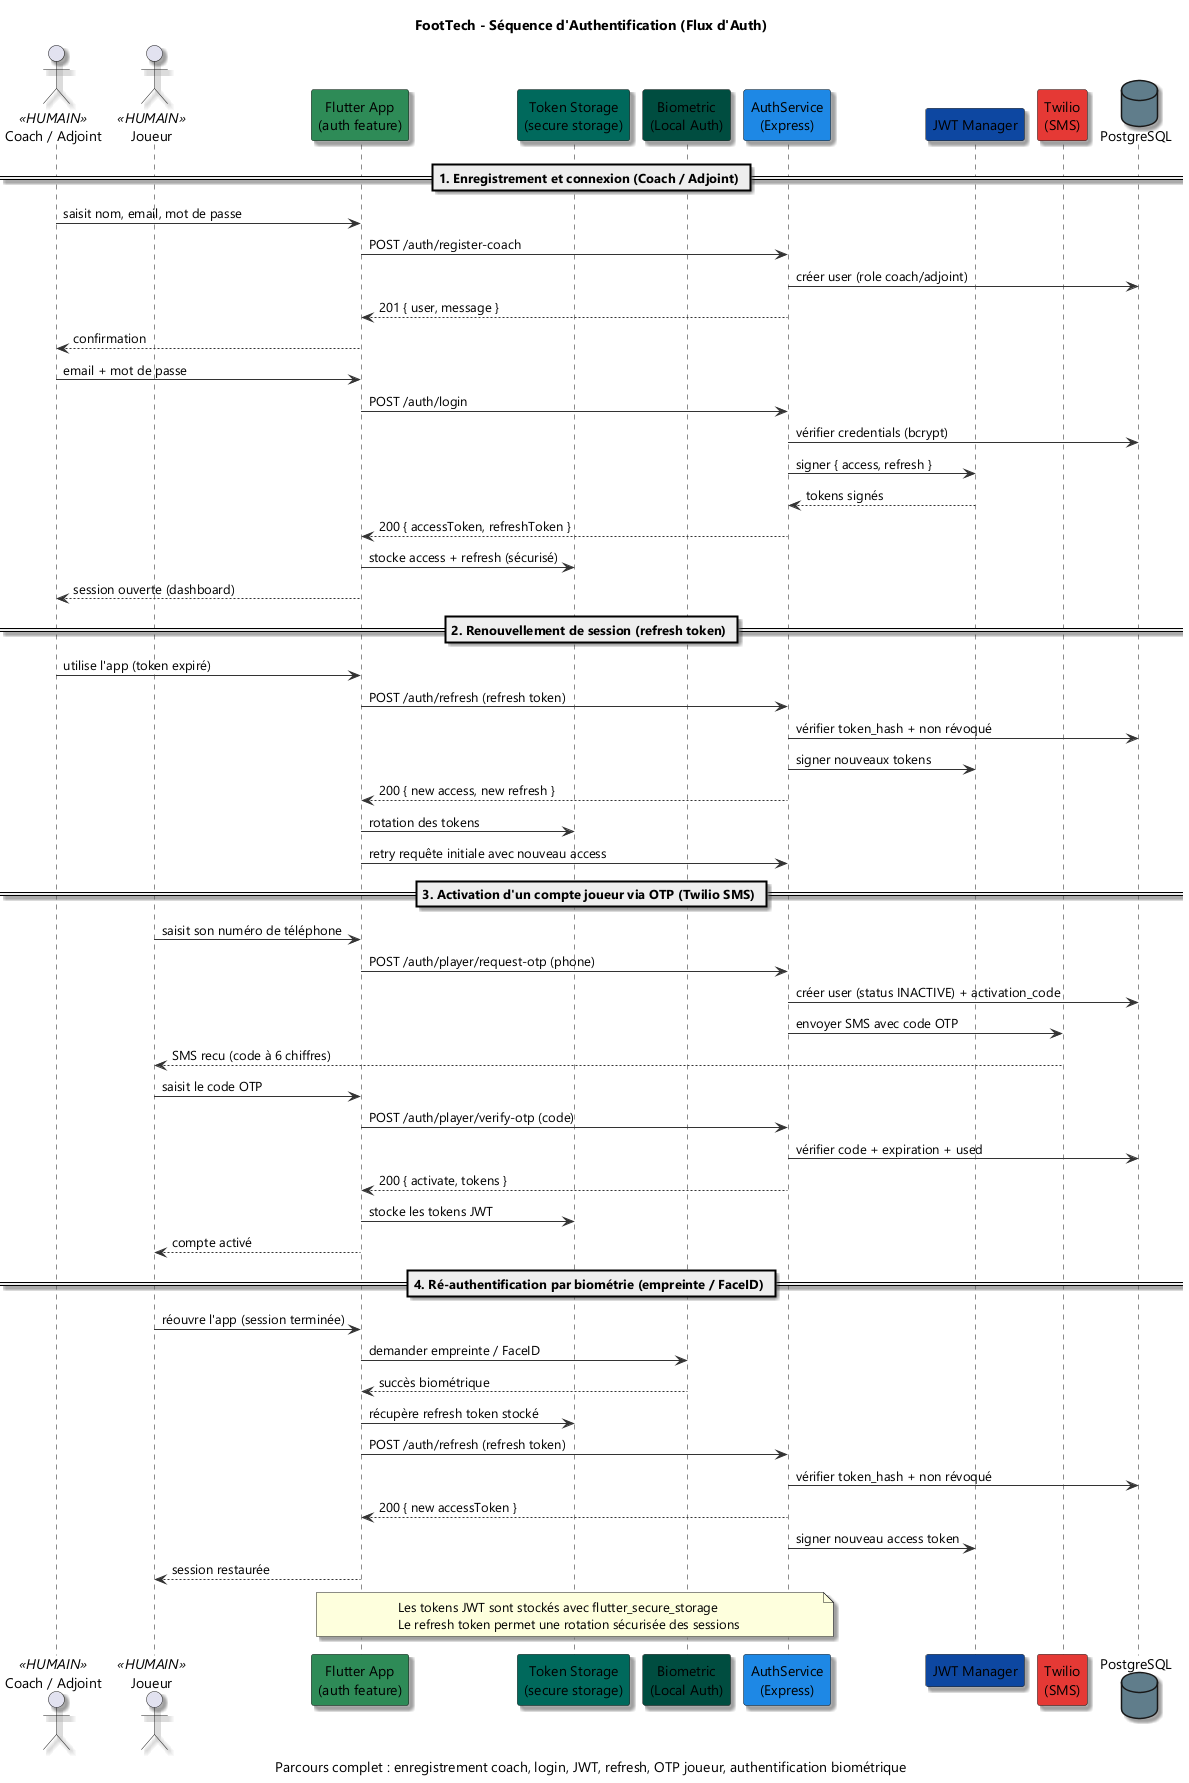 FootTech - Séquence d'Authentification (Flux d'Auth)
«HUMAIN»
Coach / Adjoint
«HUMAIN»
Joueur
Flutter App
(auth feature)
Token Storage
(secure storage)
Biometric
(Local Auth)
AuthService
(Express)
JWT Manager
Twilio
(SMS)
PostgreSQL
1. Enregistrement et connexion (Coach / Adjoint)
saisit nom, email, mot de passe
POST /auth/register-coach
créer user (role coach/adjoint)
201 { user, message }
confirmation
email + mot de passe
POST /auth/login
vérifier credentials (bcrypt)
signer { access, refresh }
tokens signés
200 { accessToken, refreshToken }
stocke access + refresh (sécurisé)
session ouverte (dashboard)
2. Renouvellement de session (refresh token)
utilise l'app (token expiré)
POST /auth/refresh (refresh token)
vérifier token_hash + non révoqué
signer nouveaux tokens
200 { new access, new refresh }
rotation des tokens
retry requête initiale avec nouveau access
3. Activation d'un compte joueur via OTP (Twilio SMS)
saisit son numéro de téléphone
POST /auth/player/request-otp (phone)
créer user (status INACTIVE) + activation_code
envoyer SMS avec code OTP
SMS recu (code à 6 chiffres)
saisit le code OTP
POST /auth/player/verify-otp (code)
vérifier code + expiration + used
200 { activate, tokens }
stocke les tokens JWT
compte activé
4. Ré-authentification par biométrie (empreinte / FaceID)
réouvre l'app (session terminée)
demander empreinte / FaceID
succès biométrique
récupère refresh token stocké
POST /auth/refresh (refresh token)
vérifier token_hash + non révoqué
200 { new accessToken }
signer nouveau access token
session restaurée
Les tokens JWT sont stockés avec flutter_secure_storage
Le refresh token permet une rotation sécurisée des sessions
«HUMAIN»
Coach / Adjoint
«HUMAIN»
Joueur
Flutter App
(auth feature)
Token Storage
(secure storage)
Biometric
(Local Auth)
AuthService
(Express)
JWT Manager
Twilio
(SMS)
PostgreSQL
Parcours complet : enregistrement coach, login, JWT, refresh, OTP joueur, authentification biométrique